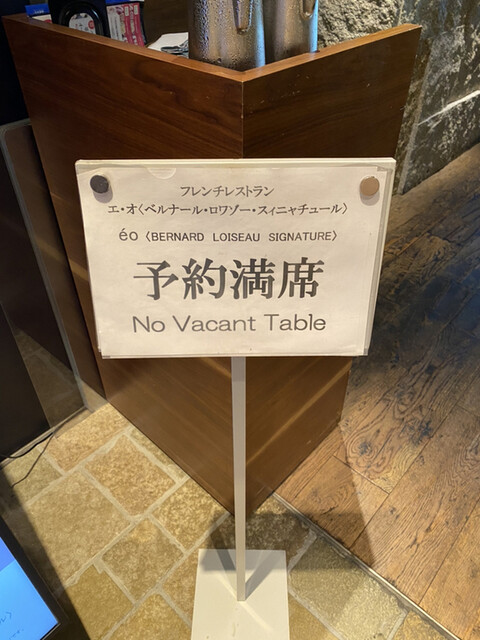 フレンチレストラン
エ・オ〈ベルナール・ロワゾー・スィニャチュール〉
éo 〈BERNARD LOISEAU SIGNATURE〉
予約満席
No Vacant Table